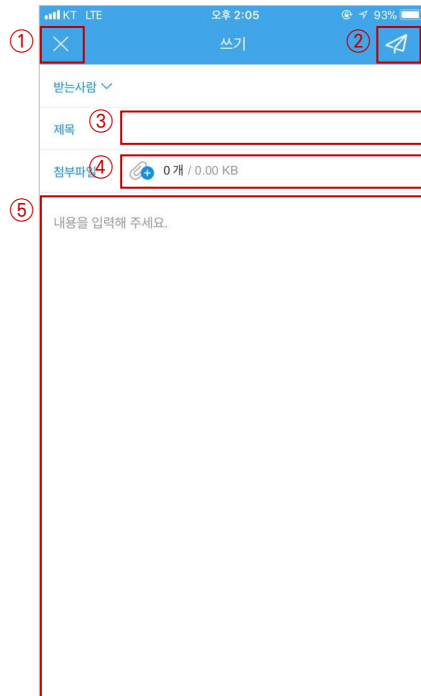 KT LTE 오후 2:05 93%
① × 쓰기 ②
받는사람
제목 ③
첨부파일 ④ 0 개 / 0.00 KB
⑤
내용을 입력해 주세요.